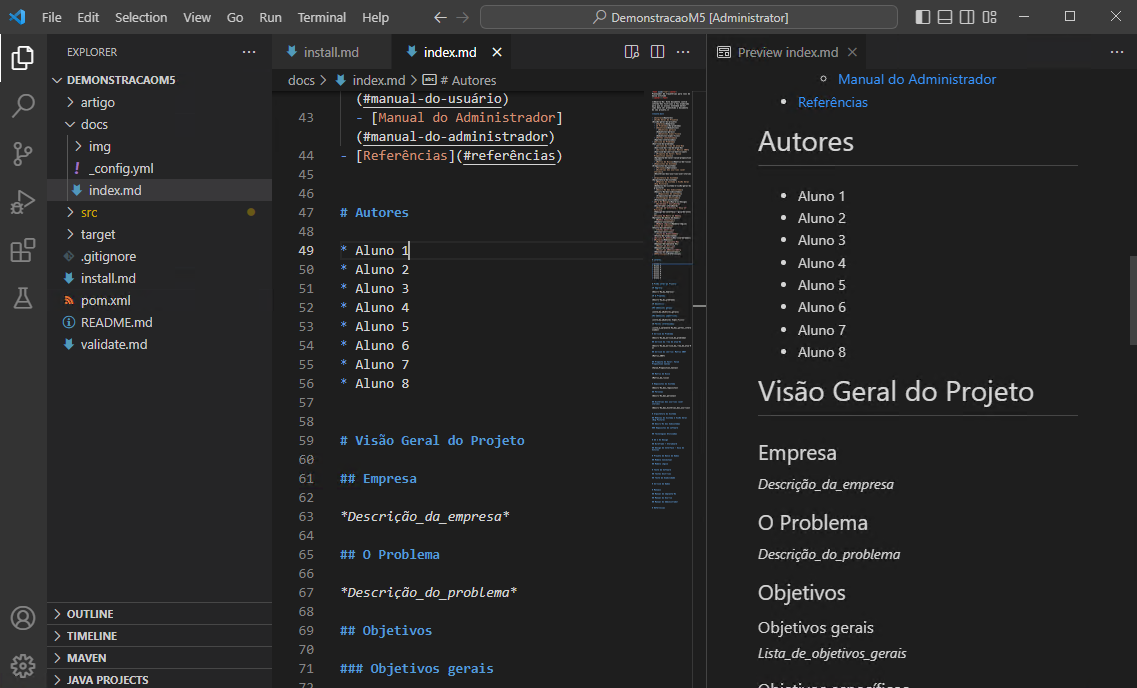 File Edit Selection View Go Run Terminal Help
DemonstracaoM5 [Administrator]
EXPLORER
DEMONSTRACAOM5
artigo
docs
img
! _config.yml
index.md
src
target
.gitignore
install.md
pom.xml
README.md
validate.md
OUTLINE
TIMELINE
MAVEN
JAVA PROJECTS
install.md index.md
docs > index.md > abc # Autores
(#manual-do-usuário)
43 - [Manual do Administrador]
(#manual-do-administrador)
44 - [Referências](#referências)
45
46
47 # Autores
48
49 * Aluno 1
50 * Aluno 2
51 * Aluno 3
52 * Aluno 4
53 * Aluno 5
54 * Aluno 6
55 * Aluno 7
56 * Aluno 8
57
58
59 # Visão Geral do Projeto
60
61 ## Empresa
62
63 *Descrição_da_empresa*
64
65 ## O Problema
66
67 *Descrição_do_problema*
68
69 ## Objetivos
70
71 ### Objetivos gerais
72
Preview index.md
Manual do Administrador
Referências
Autores
Aluno 1
Aluno 2
Aluno 3
Aluno 4
Aluno 5
Aluno 6
Aluno 7
Aluno 8
Visão Geral do Projeto
Empresa
Descrição_da_empresa
O Problema
Descrição_do_problema
Objetivos
Objetivos gerais
Lista_de_objetivos_gerais
Objetivos específicos